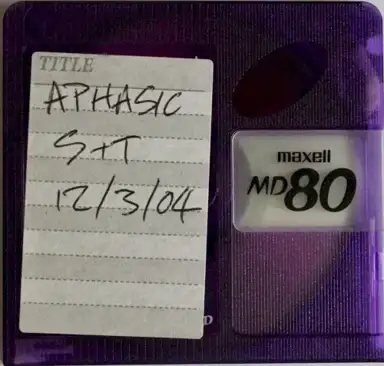 TITLE
APHASIC
S+T
12/3/04
maxell
MD80